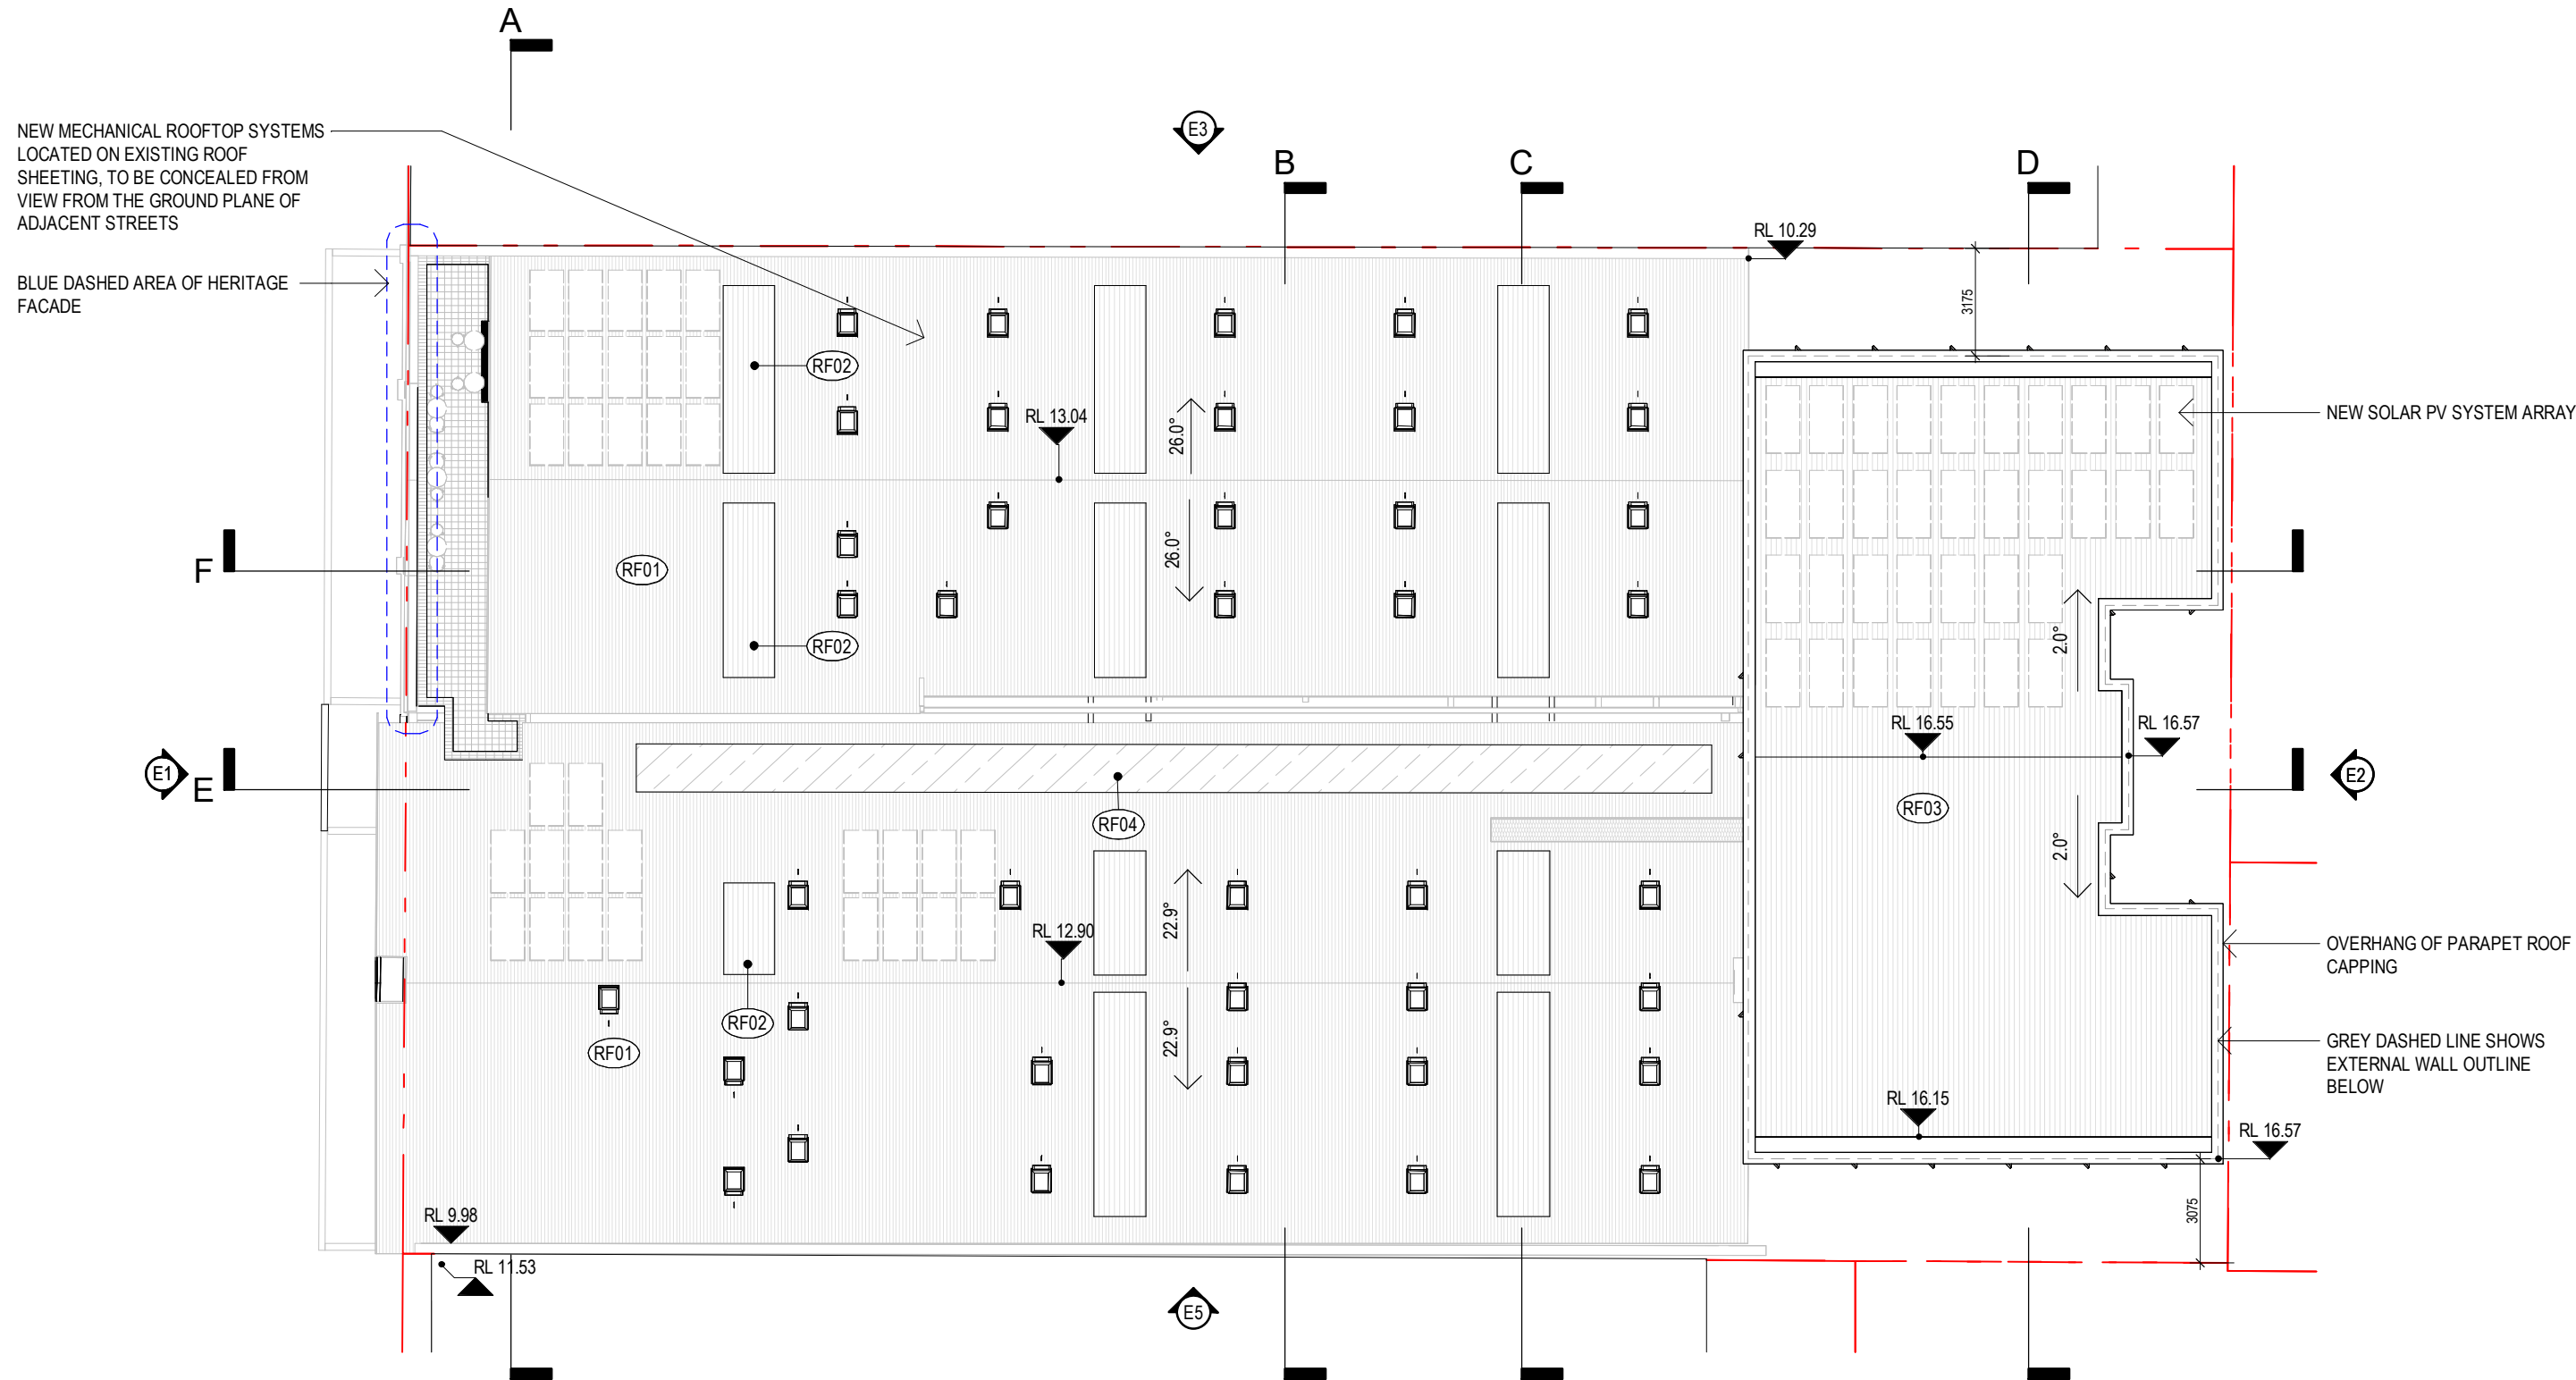 A
NEW MECHANICAL ROOFTOP SYSTEMS
LOCATED ON EXISTING ROOF
SHEETING, TO BE CONCEALED FROM
VIEW FROM THE GROUND PLANE OF
ADJACENT STREETS
E3
B
C
D
RL 10.29
BLUE DASHED AREA OF HERITAGE
FACADE
3175
RF02
RL 13.04
26.0°
NEW SOLAR PV SYSTEM ARRAY
26.0°
F
RF01
RF02
2.0°
RL 16.55
RL 16.57
E1
E
E2
RF04
RF03
2.0°
22.9°
RL 12.90
OVERHANG OF PARAPET ROOF
CAPPING
RF02
22.9°
RF01
GREY DASHED LINE SHOWS
EXTERNAL WALL OUTLINE
BELOW
RL 16.15
RL 16.57
RL 9.98
3075
RL 11.53
E5